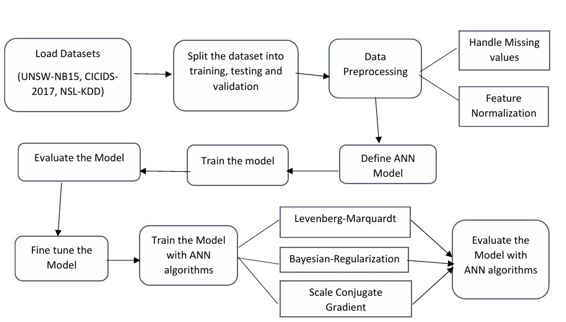 Load Datasets
(UNSW-NB15, CICIDS-
2017, NSL-KDD)
Split the dataset into
training, testing and
validation
Data
Preprocessing
Handle Missing
values
Feature
Normalization
Define ANN
Model
Train the model
Evaluate the Model
Fine tune the
Model
Train the Model
with ANN
algorithms
Levenberg-Marquardt
Bayesian-Regularization
Scale Conjugate
Gradient
Evaluate the
Model with
ANN algorithms